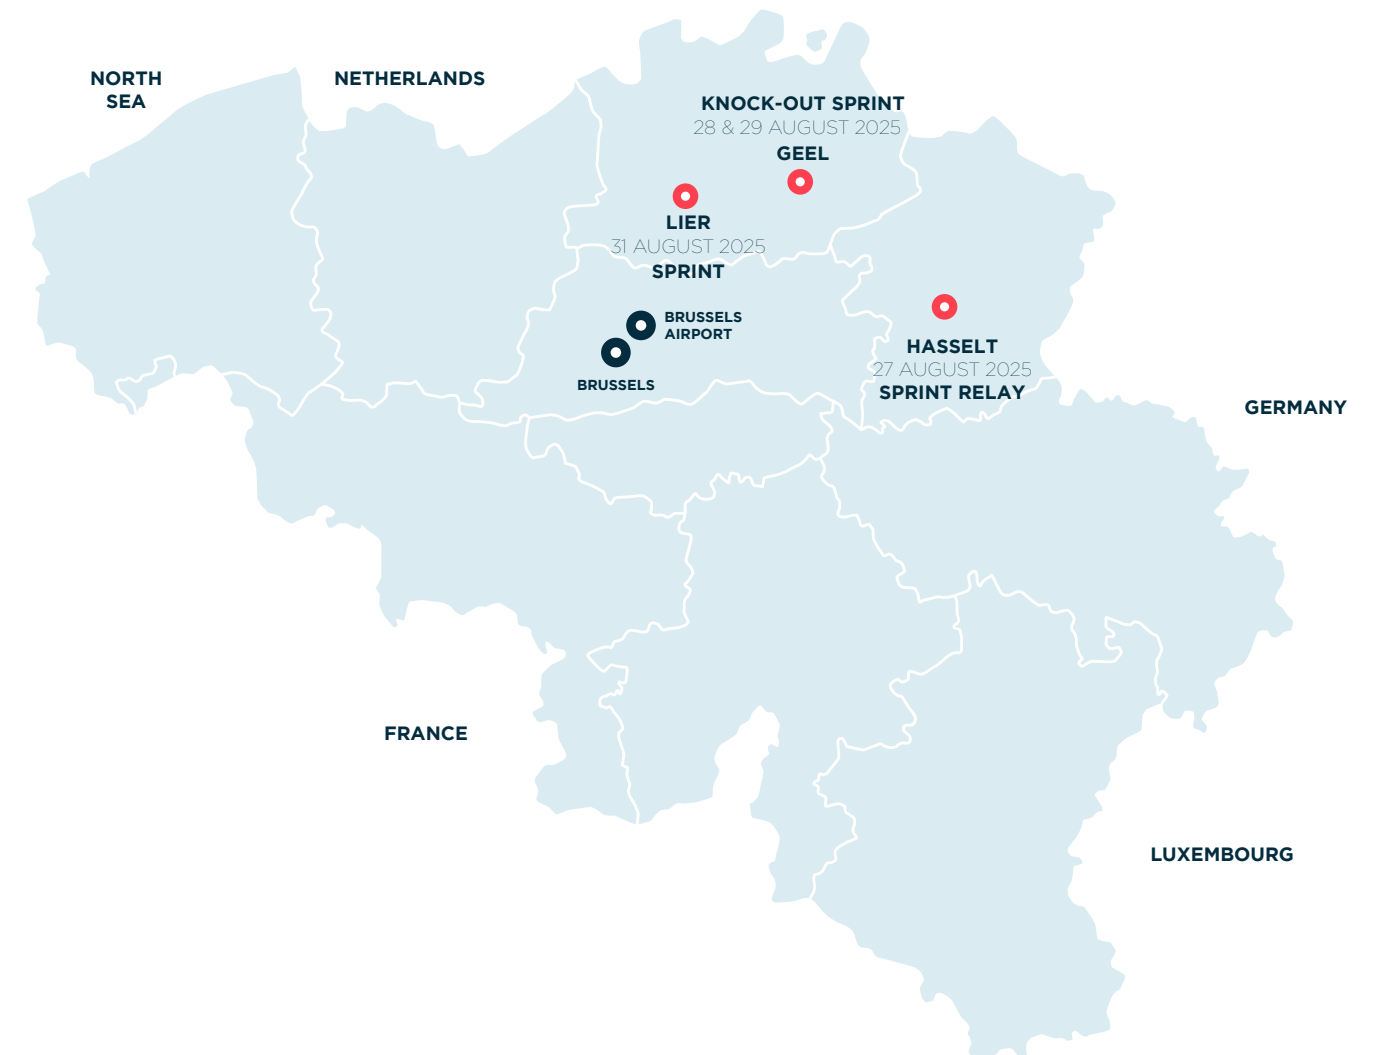 NORTH
SEA
NETHERLANDS
KNOCK-OUT SPRINT
28 & 29 AUGUST 2025
GEEL
LIER
31 AUGUST 2025
SPRINT
BRUSSELS
AIRPORT
BRUSSELS
HASSELT
27 AUGUST 2025
SPRINT RELAY
GERMANY
FRANCE
LUXEMBOURG